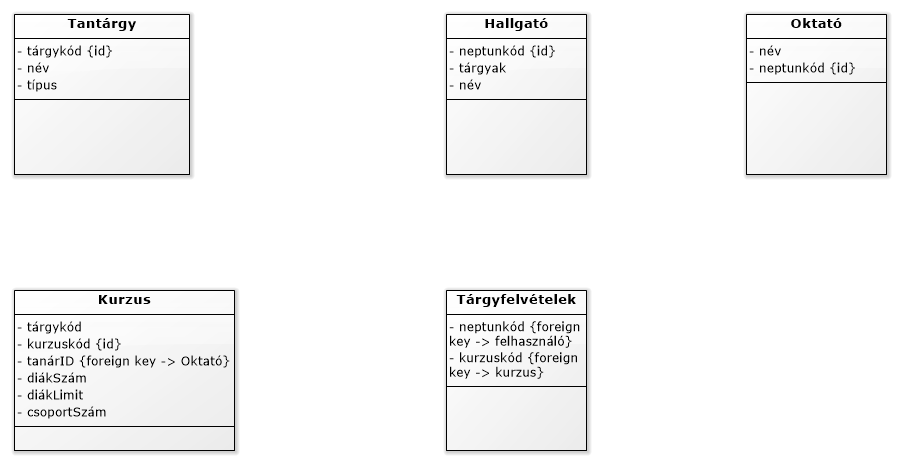 Tantárgy
- tárgykód {id}
- név
- típus
Hallgató
- neptunkód {id}
- tárgyak
- név
Oktató
- név
- neptunkód {id}
Kurzus
- tárgykód
- kurzuskód {id}
- tanárID {foreign key -> Oktató}
- diákSzám
- diákLimit
- csoportSzám
Tárgyfelvételek
- neptunkód {foreign
key -> felhasználó}
- kurzuskód {foreign
key -> kurzus}